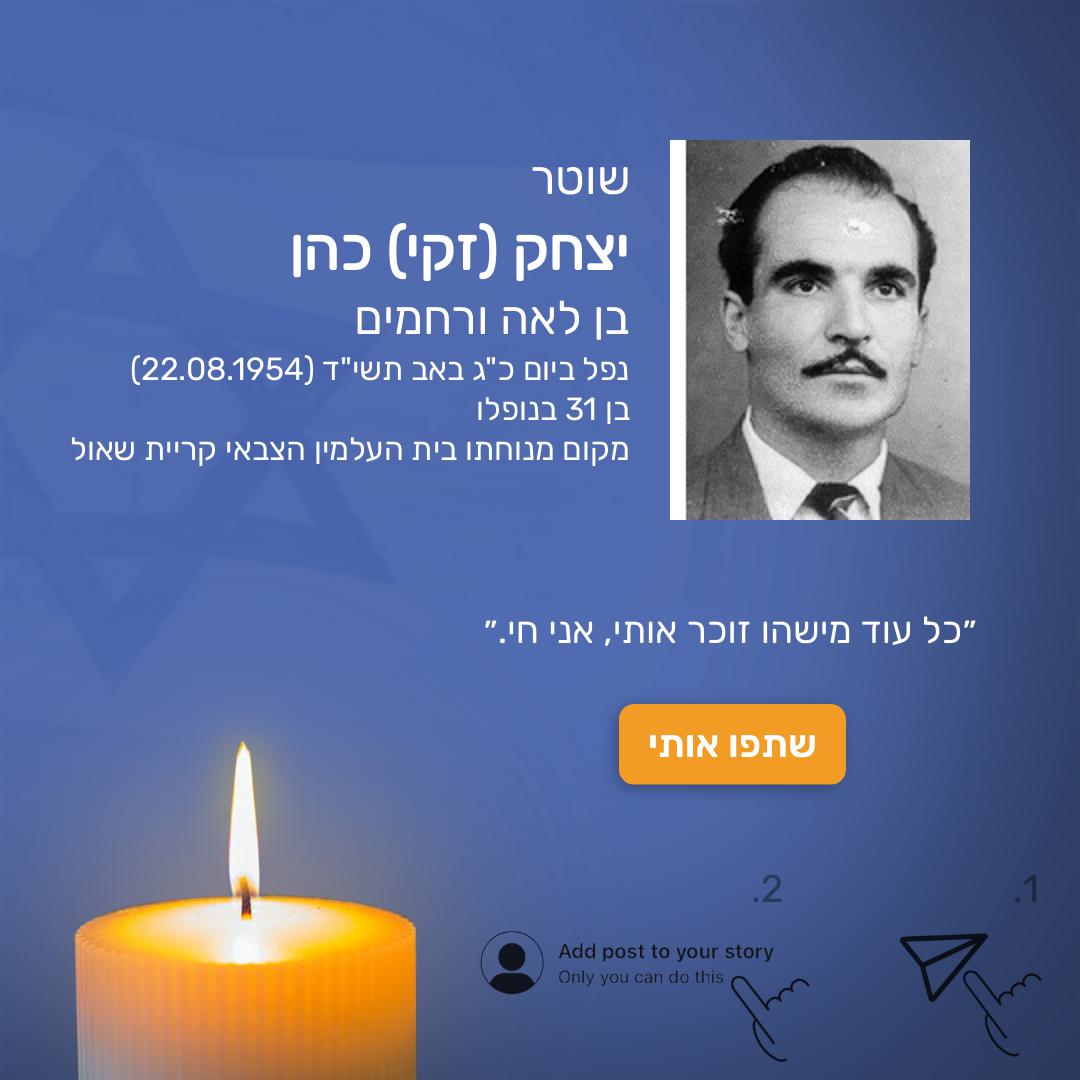 שוטר
יצחק (זקי) כהן
בן לאה ורחמים
נפל ביום כ"ג באב תשי"ד (22.08.1954)
בן 31 בנופלו
מקום מנוחתו בית העלמין הצבאי קריית שאול
״כל עוד מישהו זוכר אותי, אני חי.״
שתפו אותי
.1
.2
Add post to your story
Only you can do this